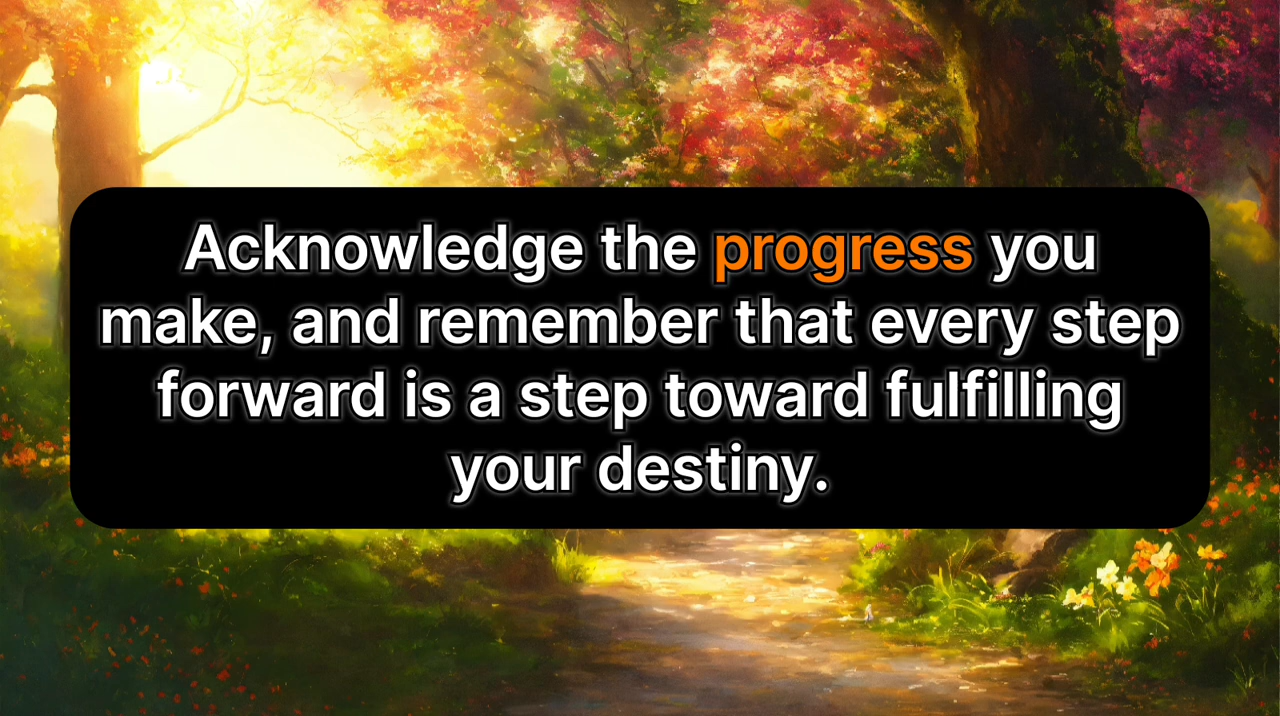 Acknowledge the progress you
make, and remember that every step
forward is a step toward fulfilling
your destiny.